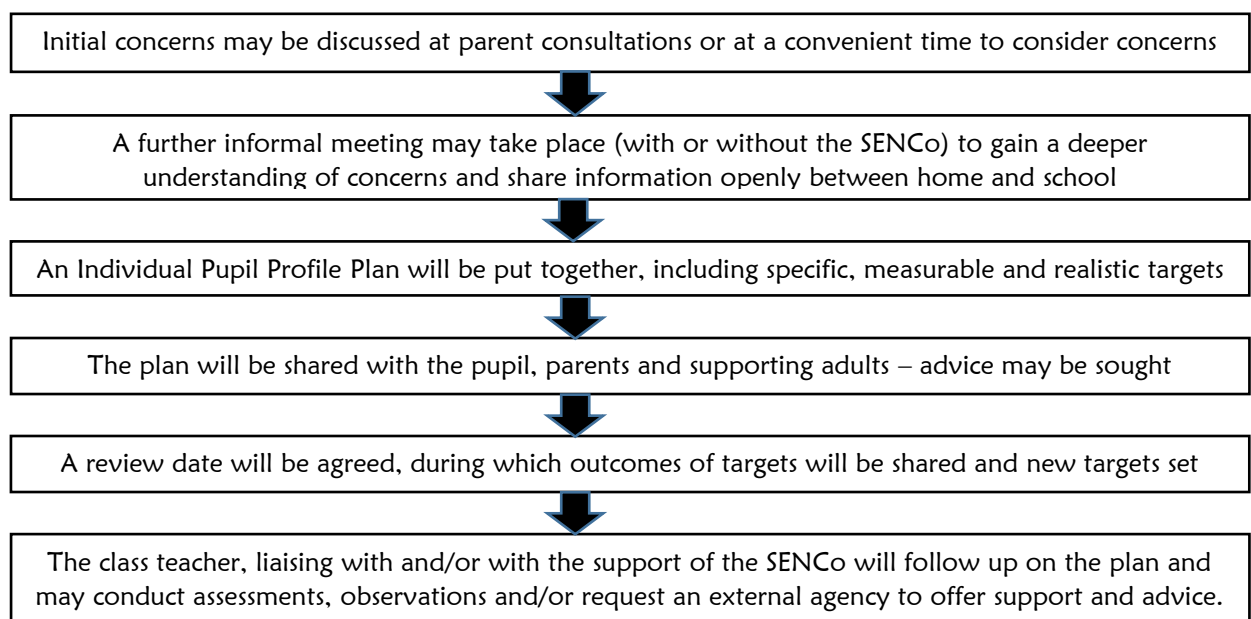 Initial concerns may be discussed at parent consultations or at a convenient time to consider concerns
A further informal meeting may take place (with or without the SENCo) to gain a deeper
understanding of concerns and share information openly between home and school
An Individual Pupil Profile Plan will be put together, including specific, measurable and realistic targets
The plan will be shared with the pupil, parents and supporting adults – advice may be sought
A review date will be agreed, during which outcomes of targets will be shared and new targets set
The class teacher, liaising with and/or with the support of the SENCo will follow up on the plan and
may conduct assessments, observations and/or request an external agency to offer support and advice.